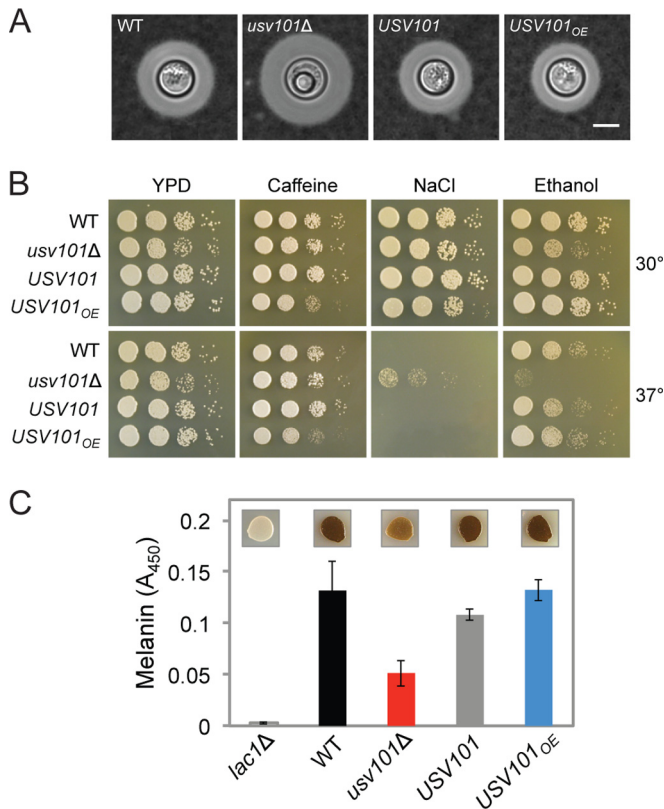 A
WT
usv101Δ
USV101
USV101OE
B
YPD
Caffeine
NaCl
Ethanol
WT
usv101Δ
USV101
USV101OE
30°
WT
usv101Δ
USV101
USV101OE
37°
C
Melanin (A450)
0.2
0.15
0.1
0.05
0
lac1Δ
WT
usv101Δ
USV101
USV101OE